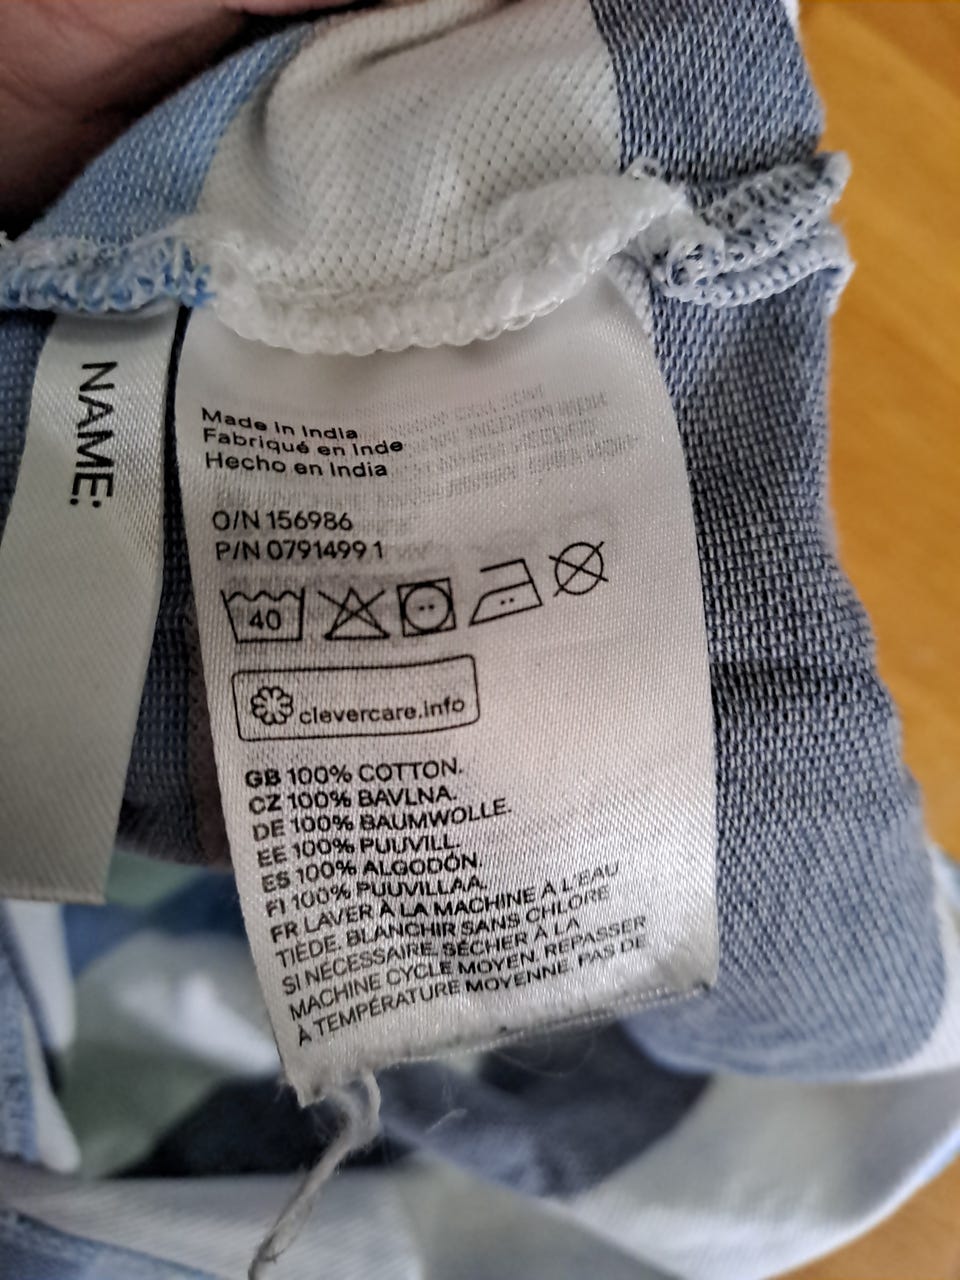 NAME:
Made in India
Fabriqué en Inde
Hecho en India
O/N 156986
P/N 0791499 1
40
clevercare.info
GB 100% COTTON.
CZ 100% BAVLNA.
DE 100% BAUMWOLLE.
EE 100% PUUVILL.
ES 100% ALGODÓN.
FI 100% PUUVILLAA.
FR LAVER À LA MACHINE À L'EAU
TIÈDE. BLANCHIR SANS CHLORE
SI NÉCESSAIRE. SÉCHER À LA
MACHINE CYCLE MOYEN. REPASSER
À TEMPÉRATURE MOYENNE. PAS DE